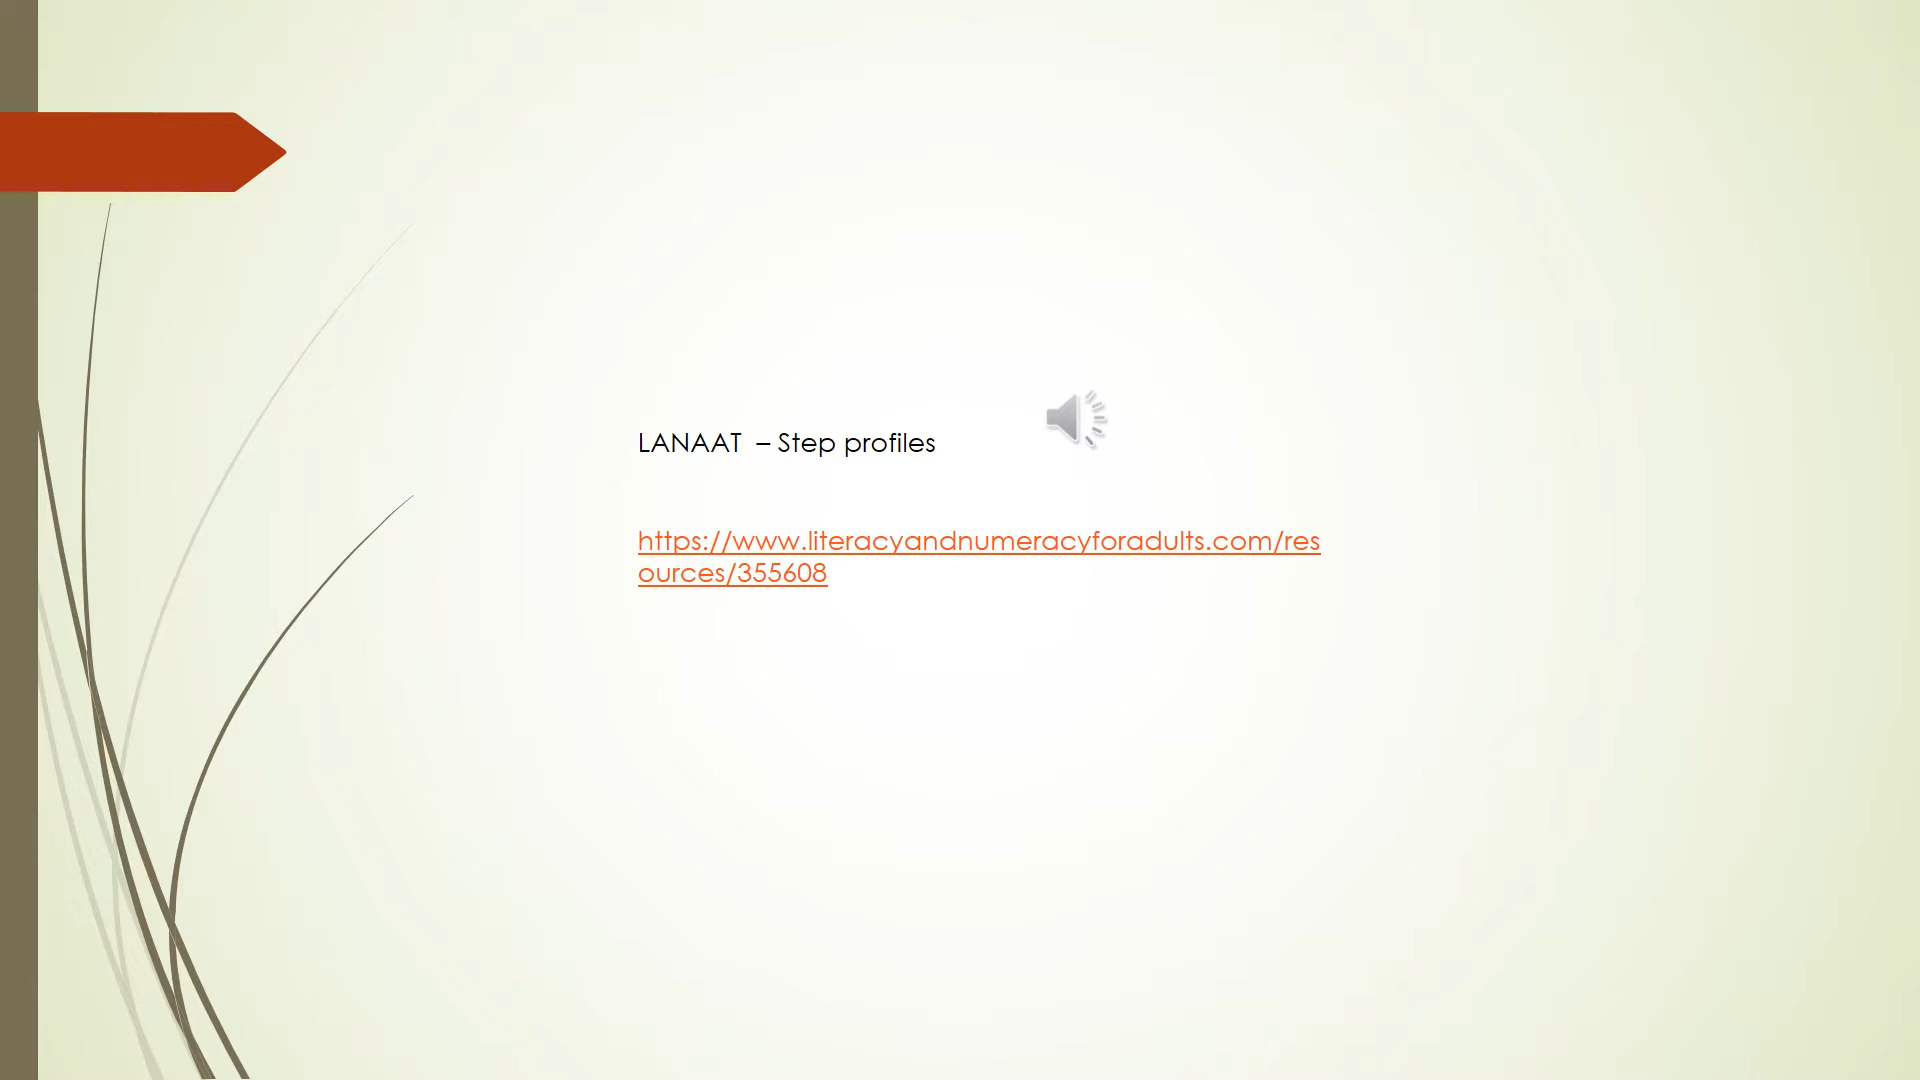 LANAAT – Step profiles
https://www.literacyandnumeracyforadults.com/res
ources/355608